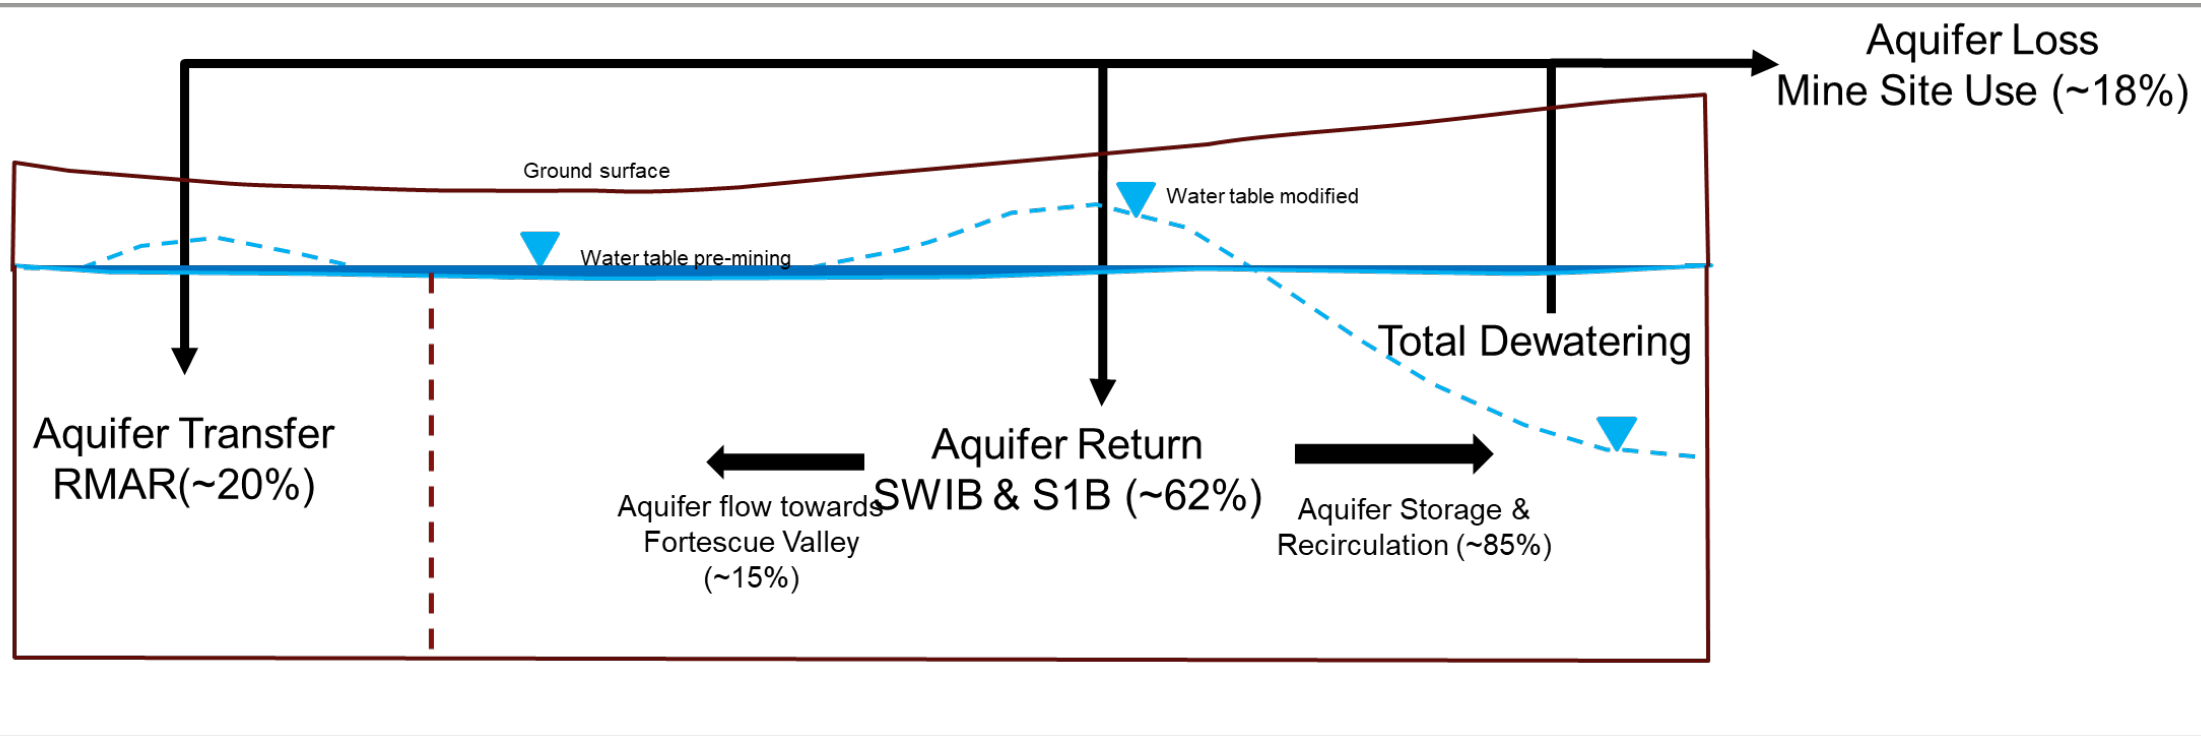 Aquifer Loss
Mine Site Use (~18%)
Ground surface
Water table modified
Water table pre-mining
Total Dewatering
Aquifer Transfer
RMAR(~20%)
Aquifer Return
SWIB & S1B (~62%)
Aquifer flow towards
Fortescue Valley
(~15%)
Aquifer Storage &
Recirculation (~85%)